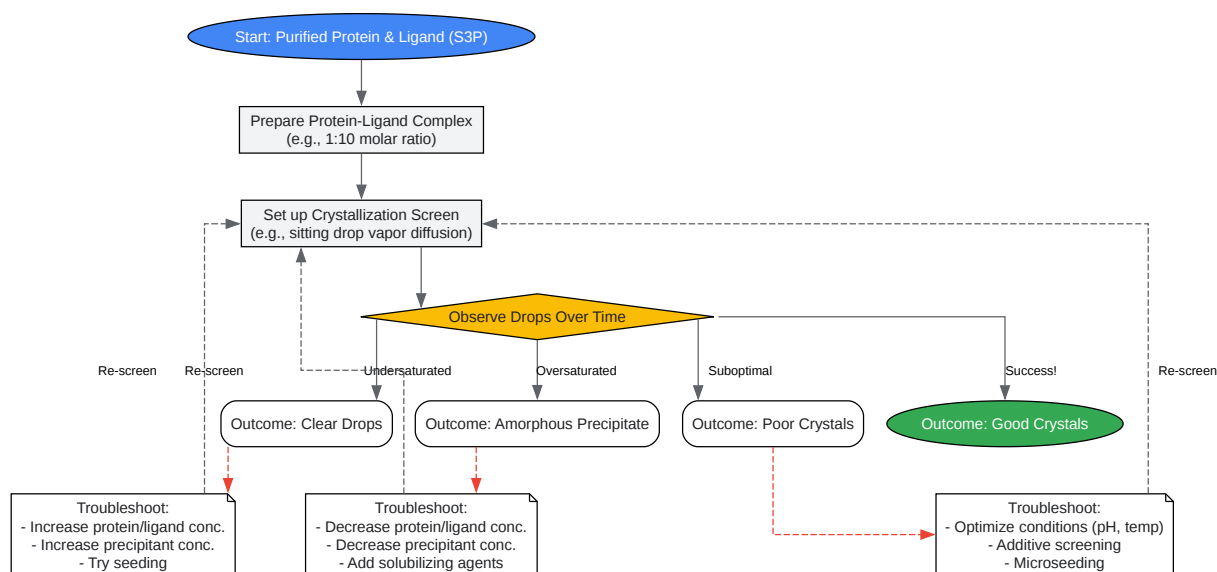 Start: Purified Protein & Ligand (S3P)
Prepare Protein-Ligand Complex
(e.g., 1:10 molar ratio)
Set up Crystallization Screen
(e.g., sitting drop vapor diffusion)
Observe Drops Over Time
Re-screen
Re-screen
Undersaturated
Oversaturated
Suboptimal
Success!
Re-screen
Outcome: Clear Drops
Outcome: Amorphous Precipitate
Outcome: Poor Crystals
Outcome: Good Crystals
Troubleshoot:
- Increase protein/ligand conc.
- Increase precipitant conc.
- Try seeding
Troubleshoot:
- Decrease protein/ligand conc.
- Decrease precipitant conc.
- Add solubilizing agents
Troubleshoot:
- Optimize conditions (pH, temp)
- Additive screening
- Microseeding